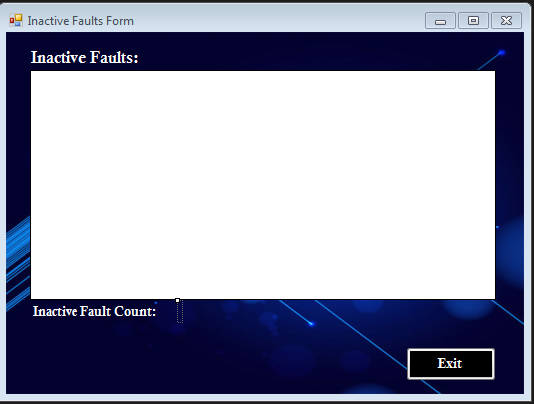 Inactive Faults Form
Inactive Faults:
Inactive Fault Count:
Exit